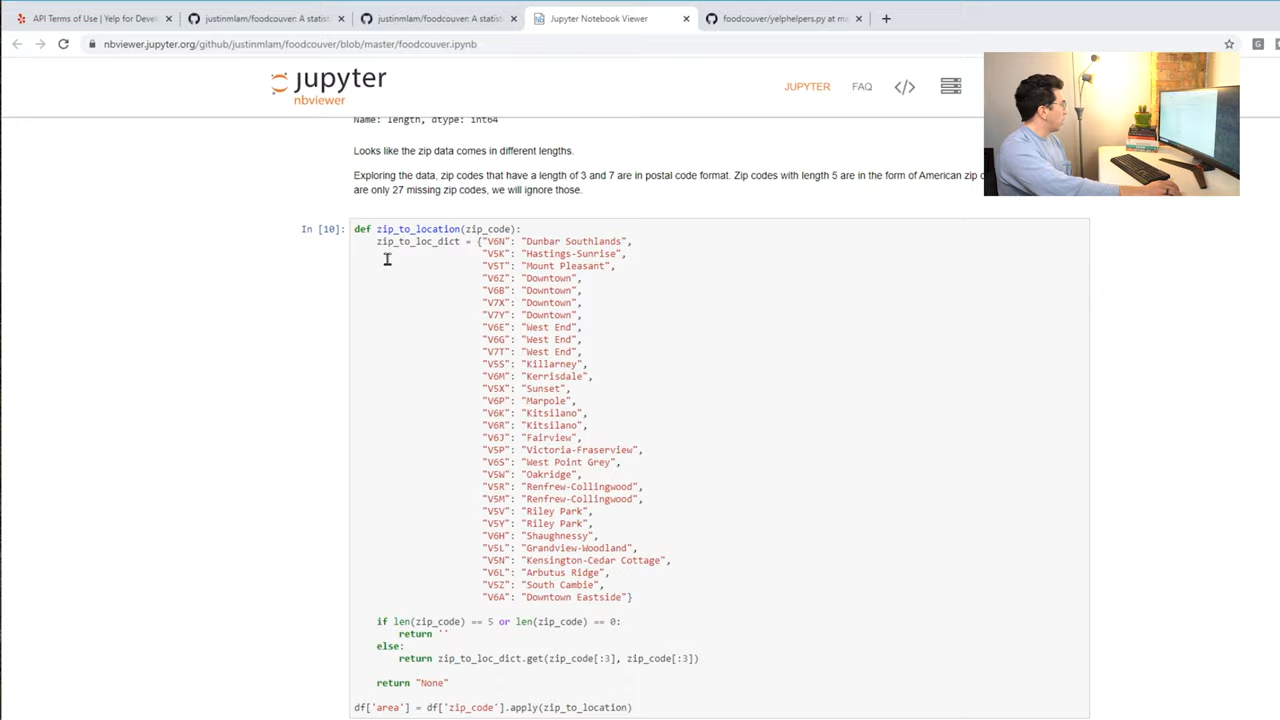 API Terms of Use | Yelp for Devel
justinmlam/foodcouver: A statist
justinmlam/foodcouver: A statist
Jupyter Notebook Viewer
foodcouver/yelphelpers.py at ma
nbviewer.jupyter.org/github/justinmlam/foodcouver/blob/master/foodcouver.ipynb
jupyter
nbviewer
JUPYTER FAQ </>
Name: length, dtype: int64
Looks like the zip data comes in different lengths.
Exploring the data, zip codes that have a length of 3 and 7 are in postal code format. Zip codes with length 5 are in the form of American zip
are only 27 missing zip codes, we will ignore those.
In [10]: def zip_to_location(zip_code):
zip_to_loc_dict = {"V6N": "Dunbar Southlands",
"V5K": "Hastings-Sunrise",
"V5T": "Mount Pleasant",
"V6Z": "Downtown",
"V6B": "Downtown",
"V7X": "Downtown",
"V7Y": "Downtown",
"V6E": "West End",
"V6G": "West End",
"V7T": "West End",
"V5S": "Killarney",
"V6M": "Kerrisdale",
"V5X": "Sunset",
"V6P": "Marpole",
"V6K": "Kitsilano",
"V6R": "Kitsilano",
"V6J": "Fairview",
"V5P": "Victoria-Fraserview",
"V6S": "West Point Grey",
"V5W": "Oakridge",
"V5R": "Renfrew-Collingwood",
"V5M": "Renfrew-Collingwood",
"V5V": "Riley Park",
"V5Y": "Riley Park",
"V6H": "Shaughnessy",
"V5L": "Grandview-Woodland",
"V5N": "Kensington-Cedar Cottage",
"V6L": "Arbutus Ridge",
"V5Z": "South Cambie",
"V6A": "Downtown Eastside"}
if len(zip_code) == 5 or len(zip_code) == 0:
return ''
else:
return zip_to_loc_dict.get(zip_code[:3], zip_code[:3])
return "None"
df['area'] = df['zip_code'].apply(zip_to_location)